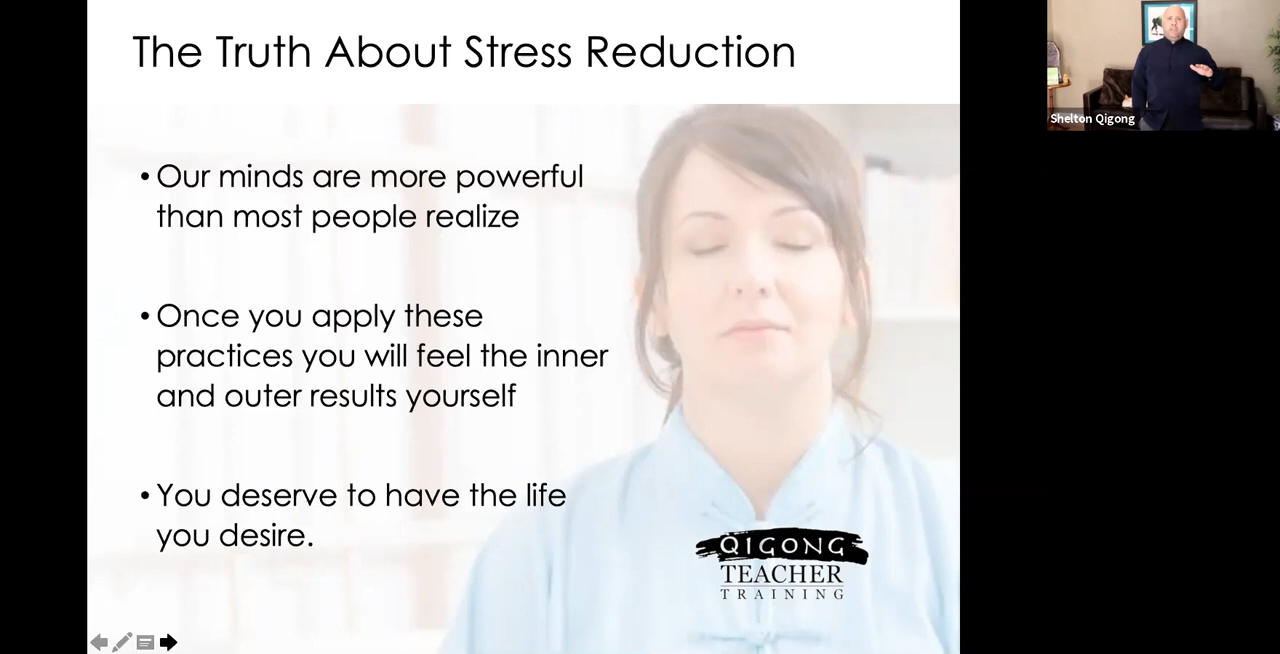 The Truth About Stress Reduction
Shelton Qigong
• Our minds are more powerful
than most people realize
• Once you apply these
practices you will feel the inner
and outer results yourself
• You deserve to have the life
you desire.
QIGONG
TEACHER
TRAINING